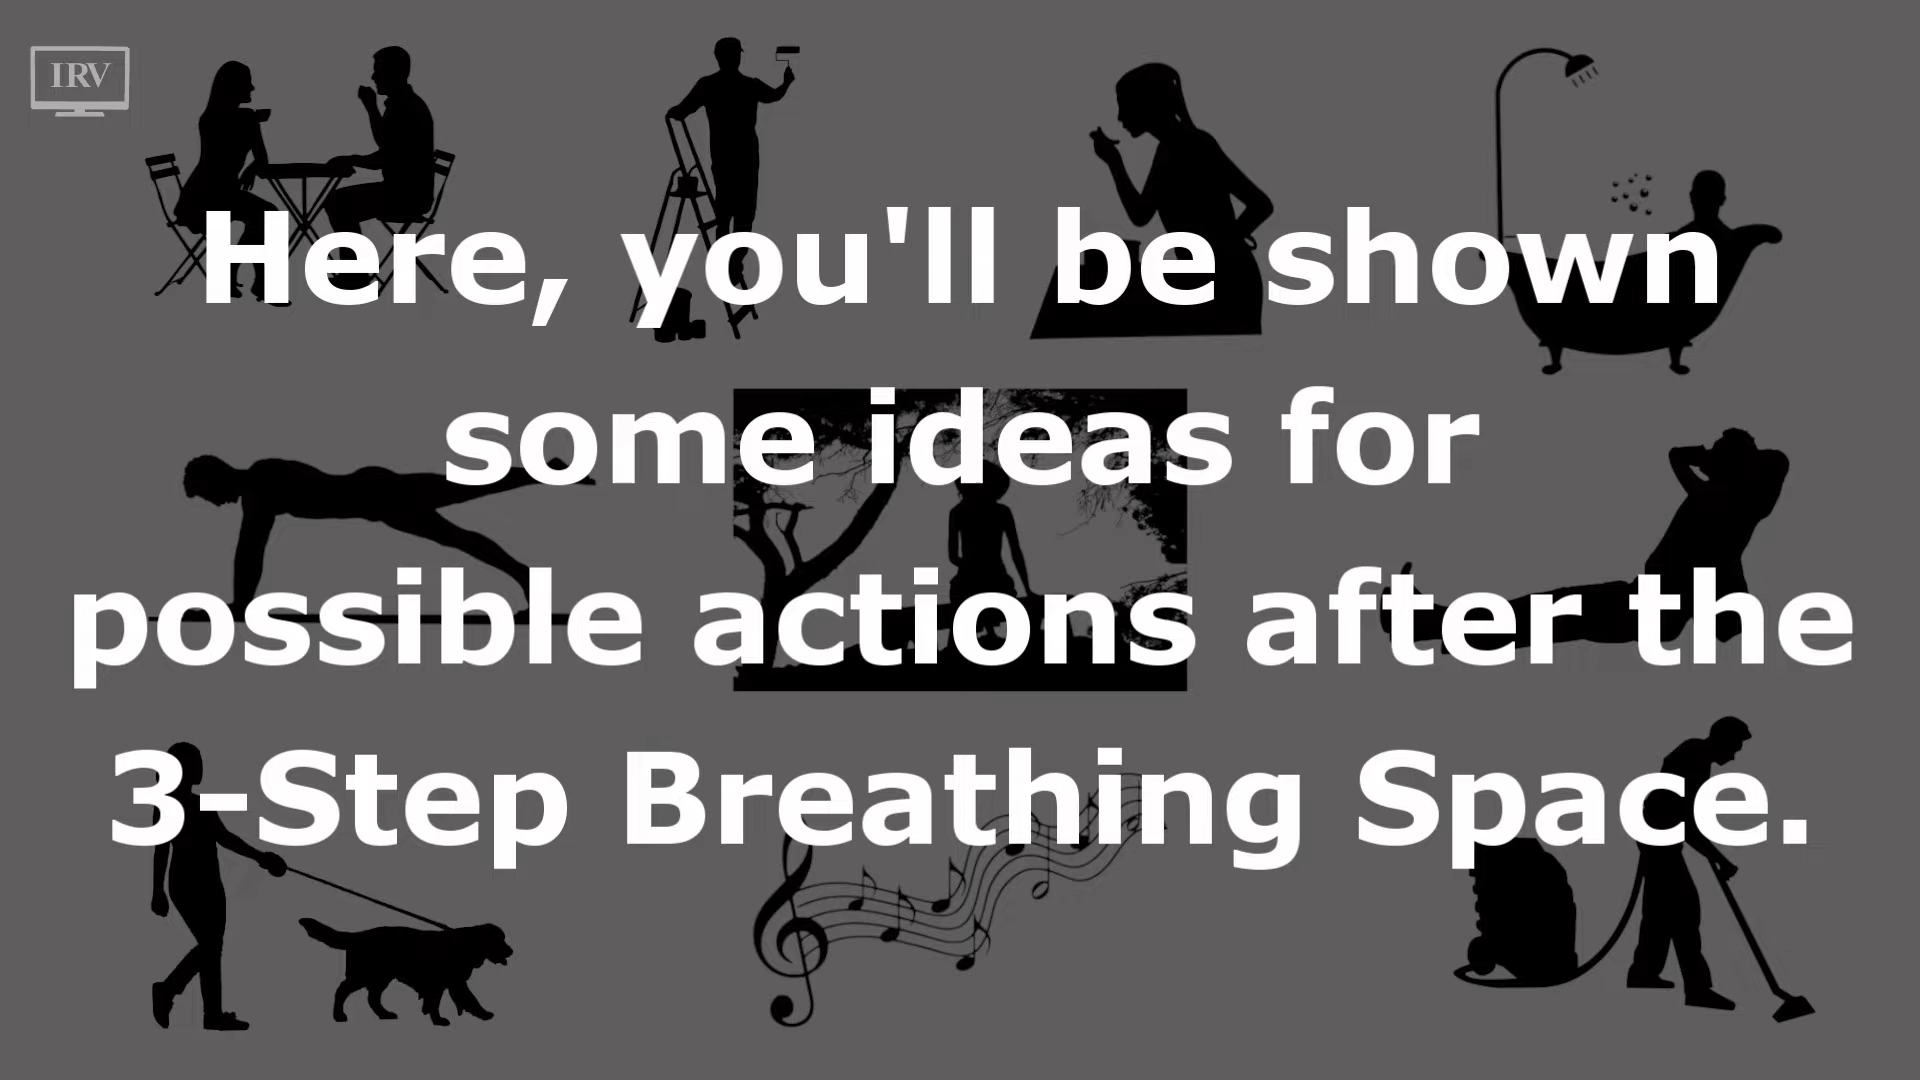 IRV
Here, you'll be shown
some ideas for
possible actions after the
3-Step Breathing Space.